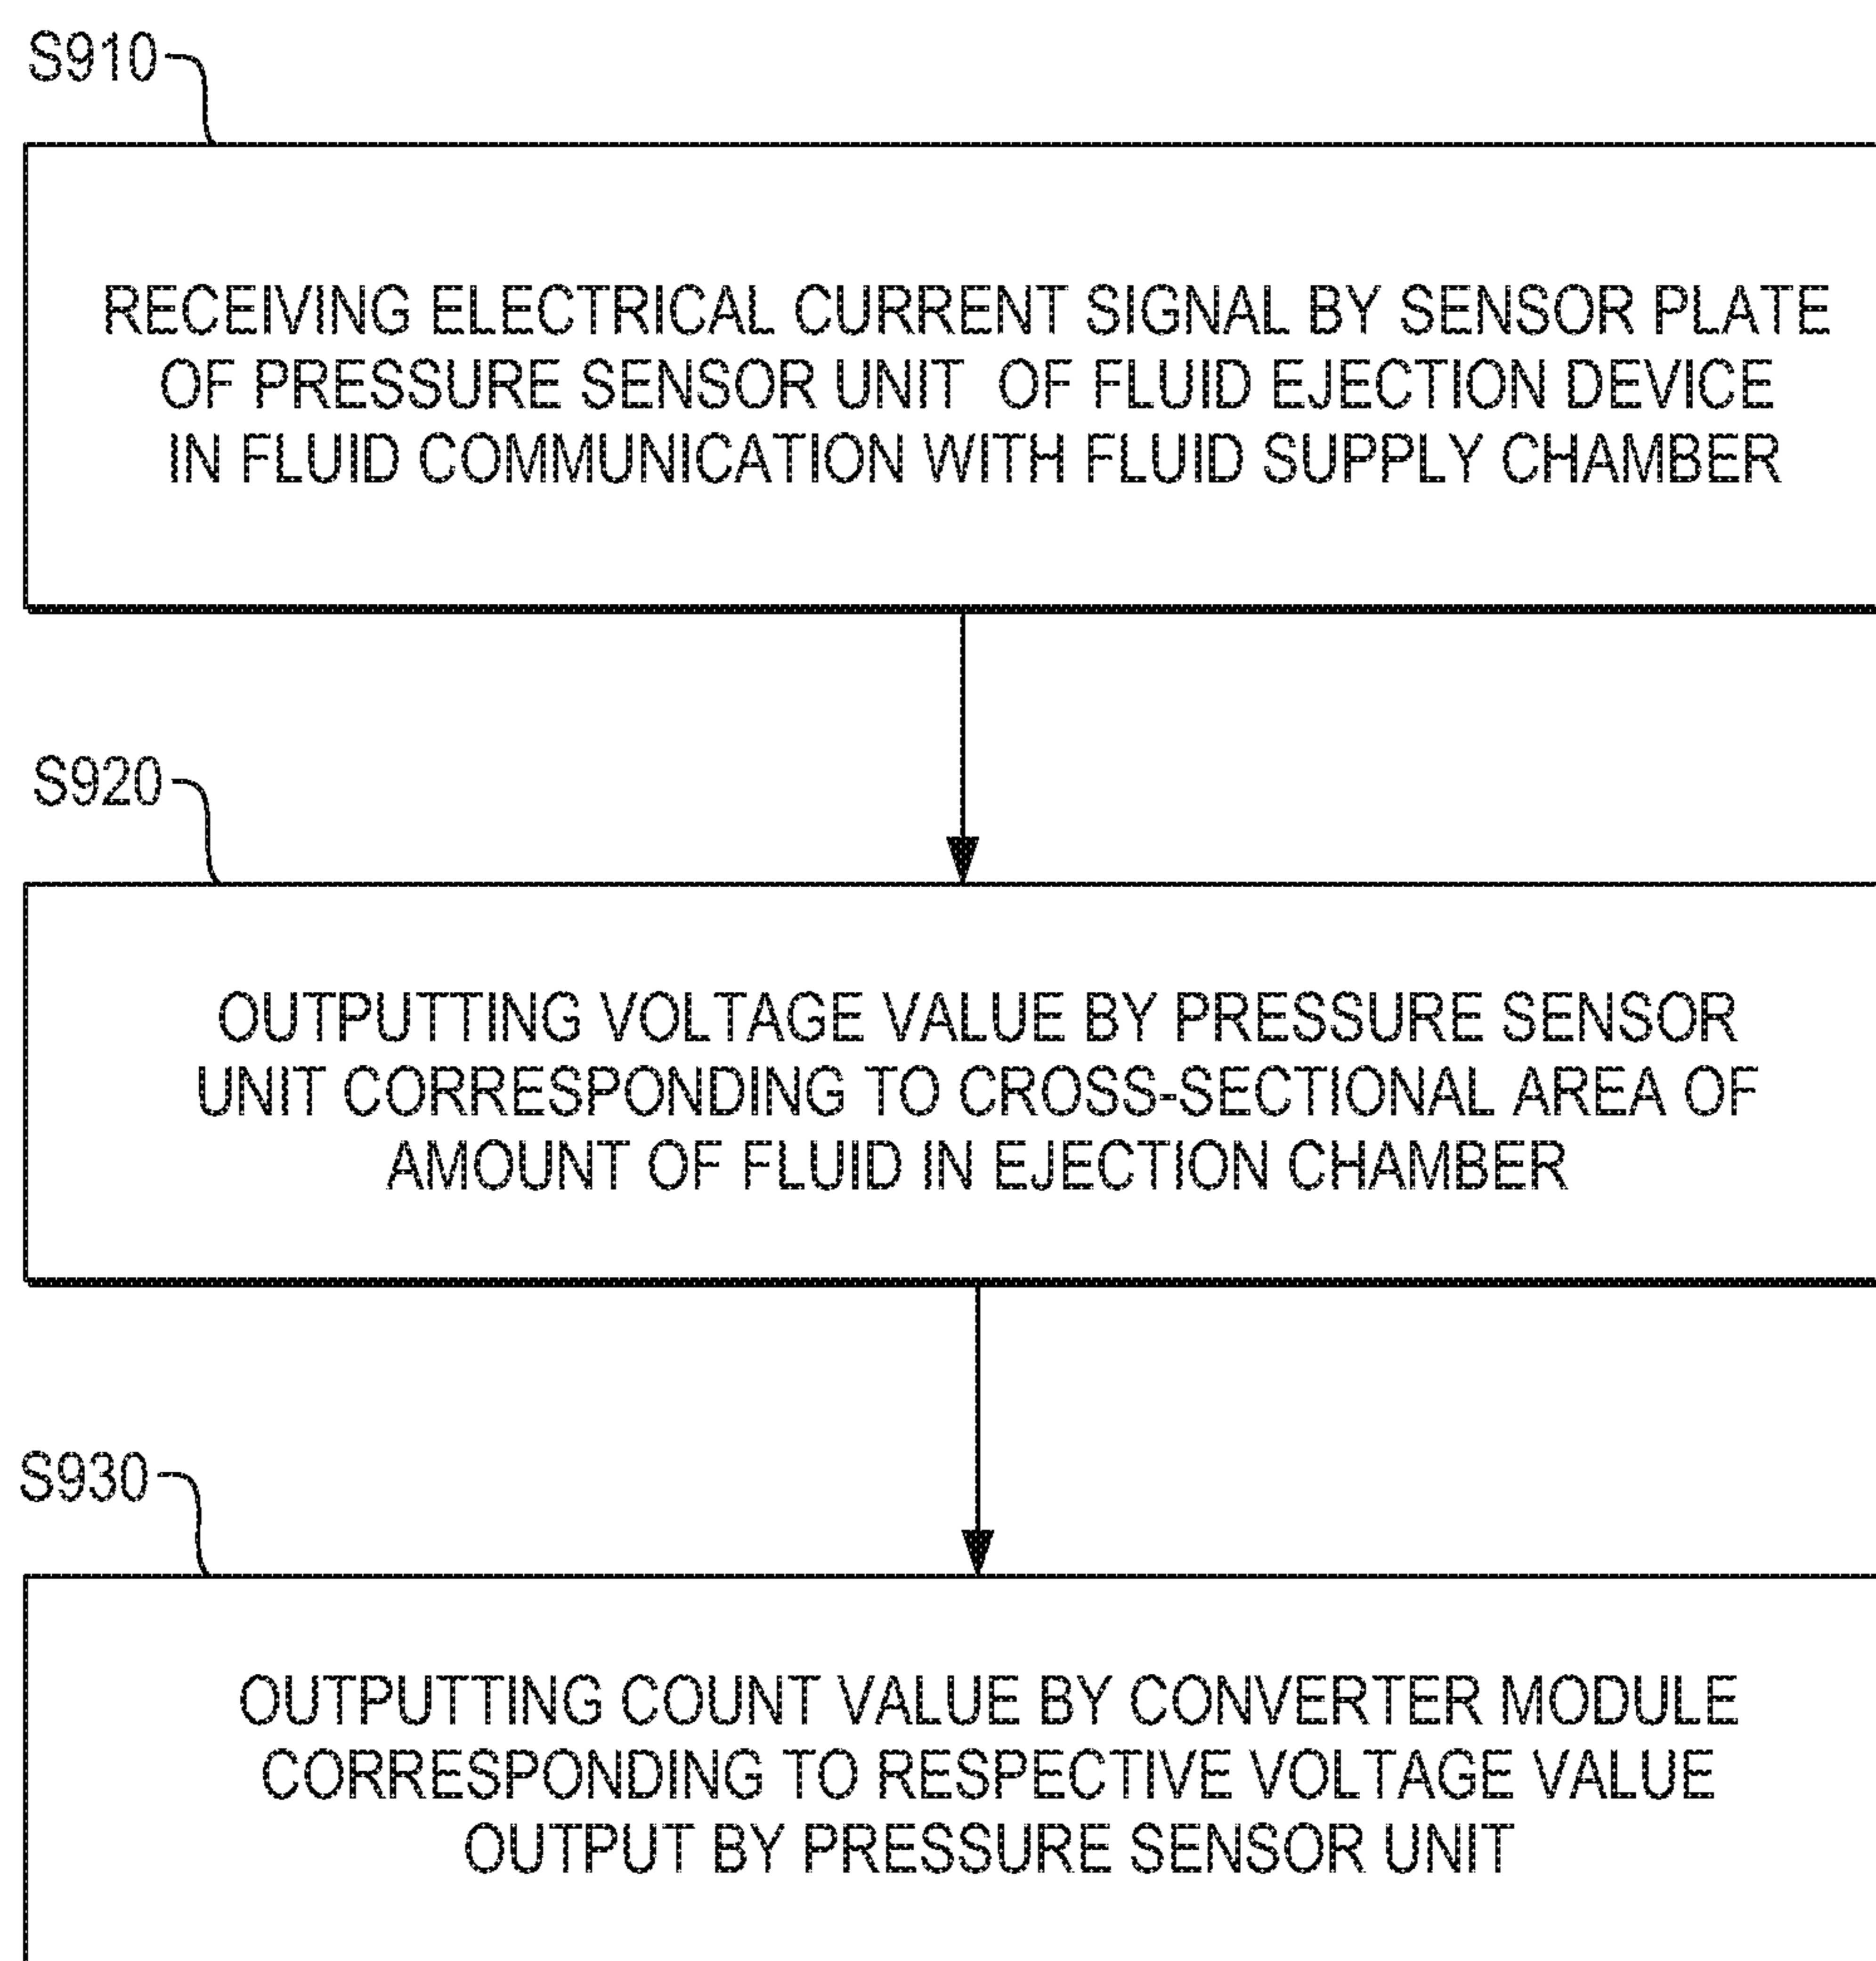 S910
RECEIVING ELECTRICAL CURRENT SIGNAL BY SENSOR PLATE
OF PRESSURE SENSOR UNIT OF FLUID EJECTION DEVICE
IN FLUID COMMUNICATION WITH FLUID SUPPLY CHAMBER
S920
OUTPUTTING VOLTAGE VALUE BY PRESSURE SENSOR
UNIT CORRESPONDING TO CROSS-SECTIONAL AREA OF
AMOUNT OF FLUID IN EJECTION CHAMBER
S930
OUTPUTTING COUNT VALUE BY CONVERTER MODULE
CORRESPONDING TO RESPECTIVE VOLTAGE VALUE
OUTPUT BY PRESSURE SENSOR UNIT